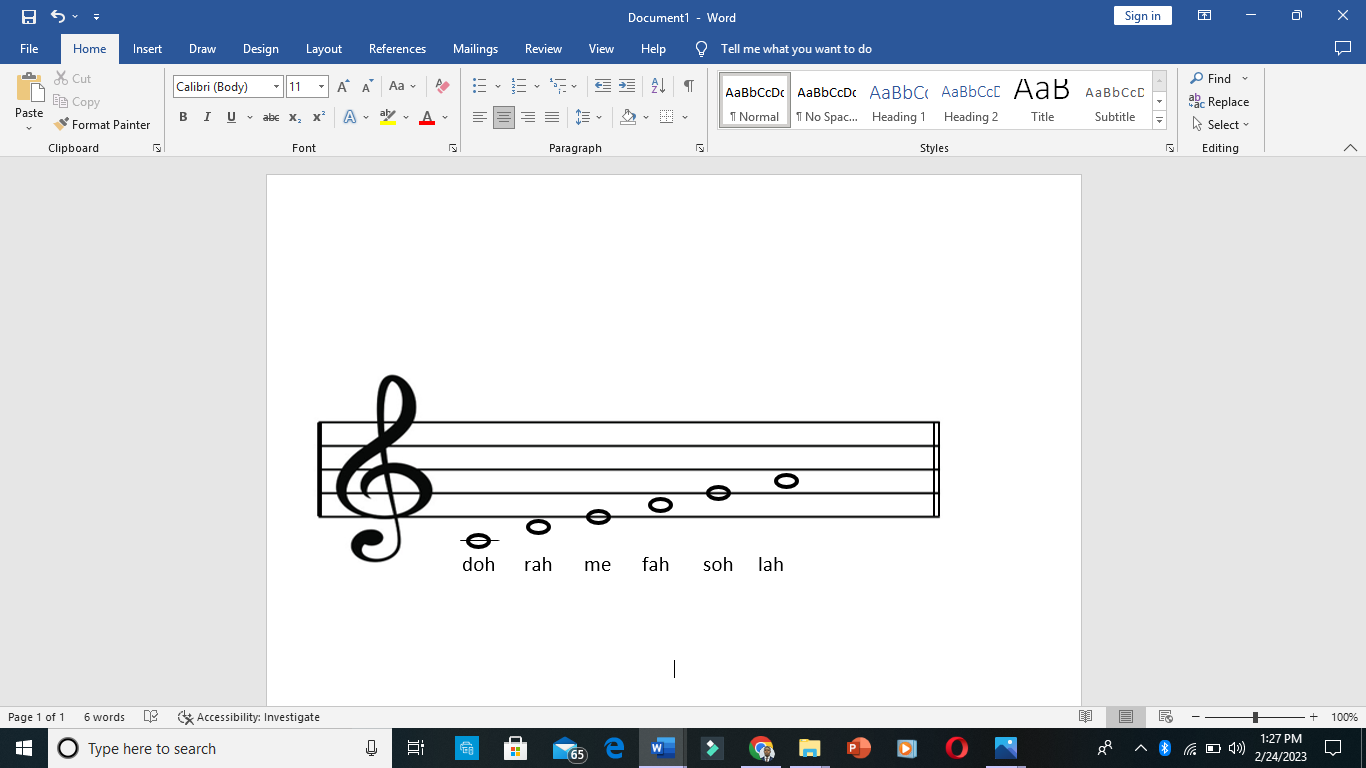 Document1 - Word
Sign in
File Home Insert Draw Design Layout References Mailings Review View Help Tell me what you want to do
Paste
Cut
Copy
Format Painter
Clipboard
Calibri (Body) 11
B I U abc x₂ x²
Aa
A A
Font
Paragraph
AaBbCcDc AaBbCcDc AaBbCc AaBbCcD AaB AaBbCcD
¶ Normal ¶ No Spac... Heading 1 Heading 2 Title Subtitle
Styles
Find
Replace
Select
Editing
doh rah me fah soh lah
Page 1 of 1 6 words Accessibility: Investigate 100%
Type here to search
65
1:27 PM
2/24/2023